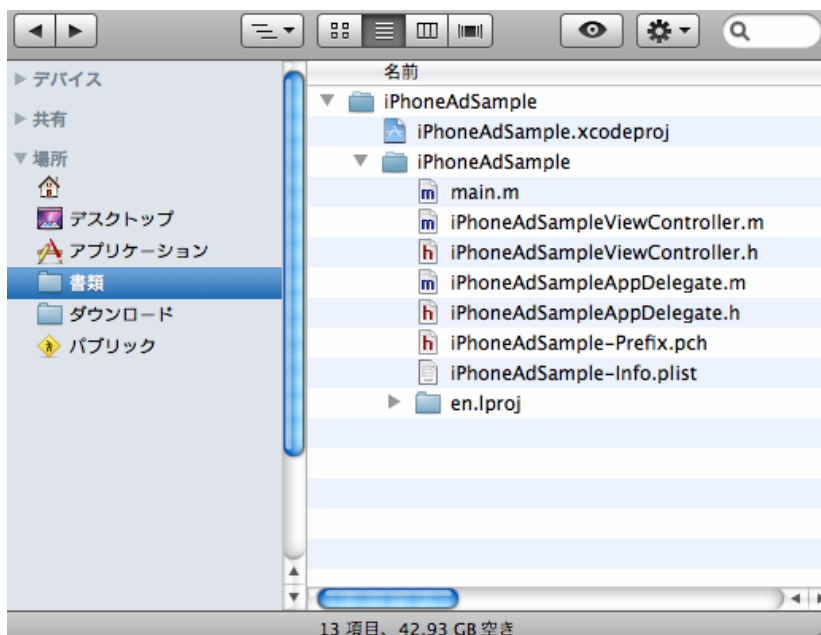 デバイス
共有
場所
デスクトップ
アプリケーション
書類
ダウンロード
パブリック
名前
iPhoneAdSample
iPhoneAdSample.xcodeproj
iPhoneAdSample
main.m
iPhoneAdSampleViewController.m
iPhoneAdSampleViewController.h
iPhoneAdSampleAppDelegate.m
iPhoneAdSampleAppDelegate.h
iPhoneAdSample-Prefix.pch
iPhoneAdSample-Info.plist
en.lproj
13 項目、42.93 GB 空き